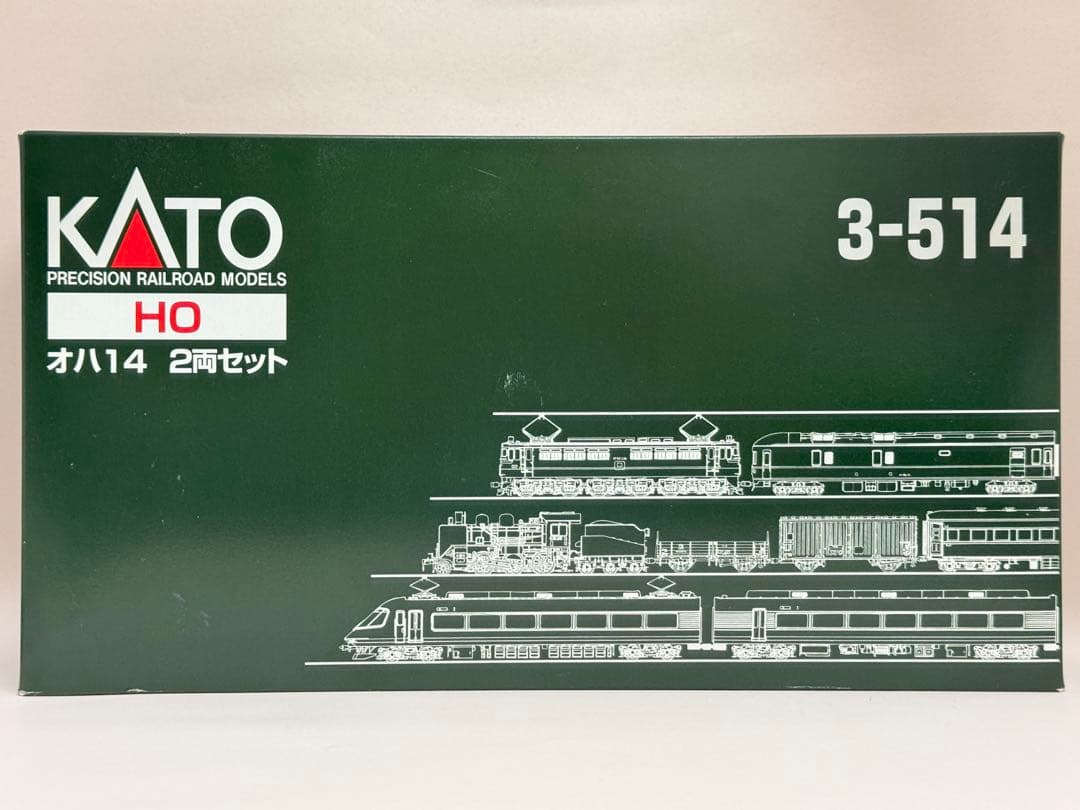 KATO
PRECISION RAILROAD MODELS
HO
オハ14 2両セット
3-514